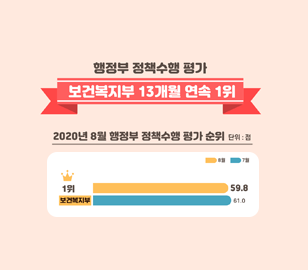 행정부 정책수행 평가
보건복지부 13개월 연속 1위
2020년 8월 행정부 정책수행 평가 순위 단위 : 점
8월 7월
1위 59.8
보건복지부 61.0